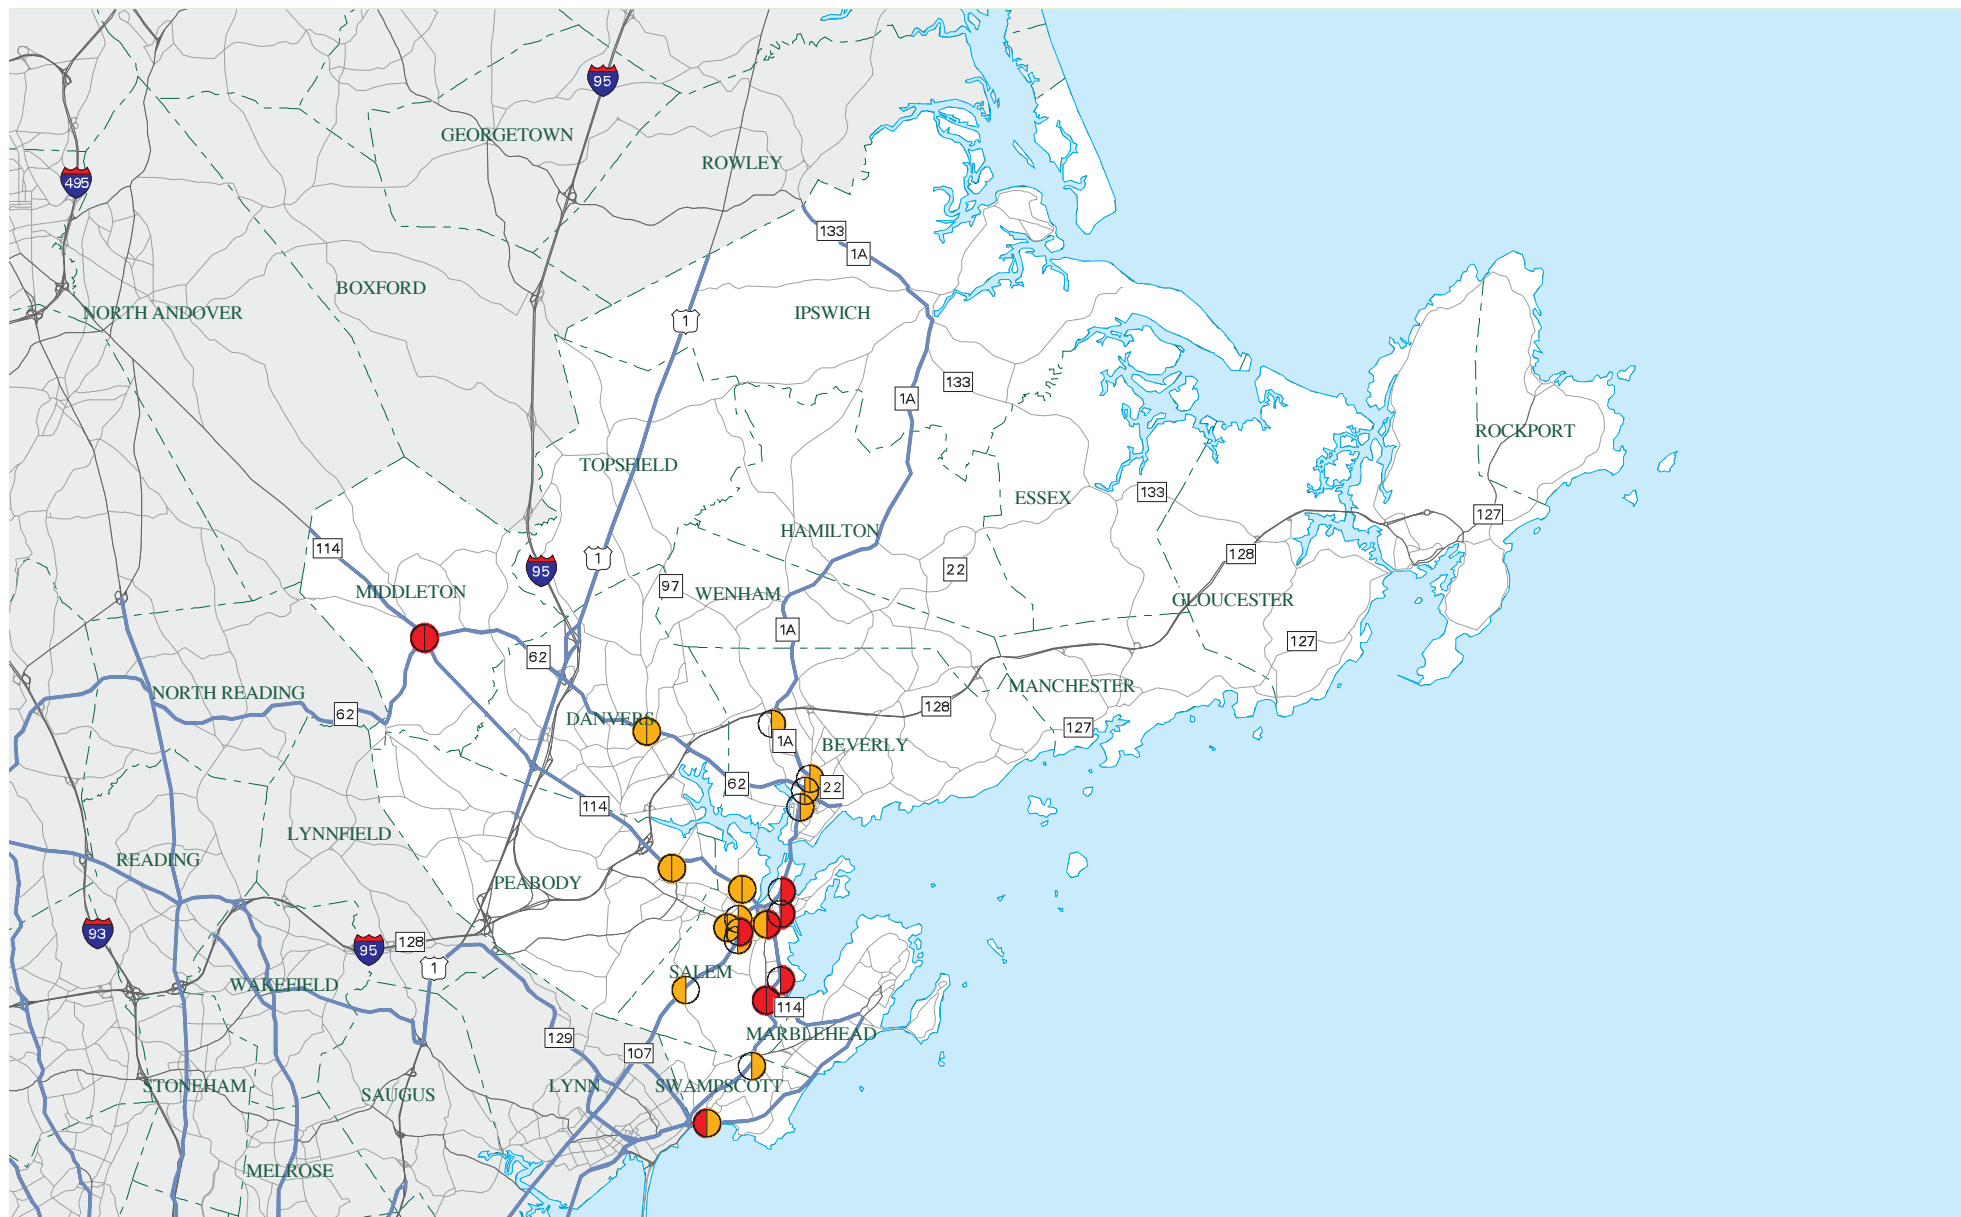 95
GEORGETOWN
ROWLEY
495
133
1A
BOXFORD
NORTH ANDOVER
IPSWICH
1
133
1A
ROCKPORT
TOPSFIELD
ESSEX
133
127
HAMILTON
114
1
128
95
22
97
MIDDLETON
WENHAM
GLOUCESTER
1A
127
62
MANCHESTER
NORTH READING
62
128
DANVERS
127
1A
BEVERLY
62
22
114
LYNNFIELD
READING
PEABODY
93
95
128
1
SALEM
WAKEFIELD
114
MARBLEHEAD
129
107
STONEHAM
LYNN
SWAMPSCOTT
SAUGUS
MELROSE